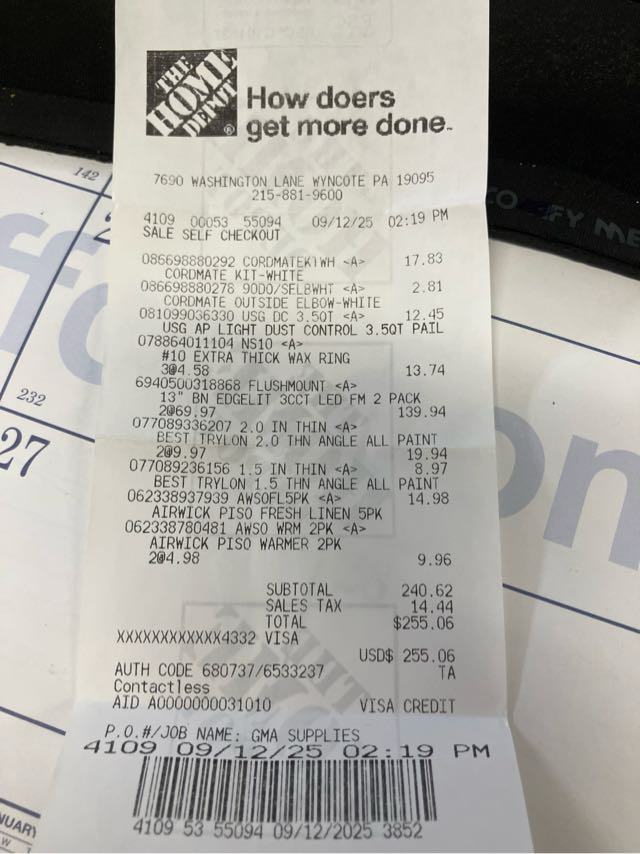 THE HOME DEPOT ®
How doers
get more done™
7690 WASHINGTON LANE WYNCOTE PA 19095
215-881-9600
4109 00053 55094 09/12/25 02:19 PM
SALE SELF CHECKOUT
086698880292 CORDMATEKIWH <A> 17.83
CORDMATE KIT-WHITE
086698880278 90DO/SELBWHT <A> 2.81
CORDMATE OUTSIDE ELBOW-WHITE
081099036330 USG DC 3.5QT <A> 12.45
USG AP LIGHT DUST CONTROL 3.5QT PAIL
078864011104 NS10 <A>
#10 EXTRA THICK WAX RING
3@4.58 13.74
6940500318868 FLUSHMOUNT <A>
13" BN EDGELIT 3CCT LED FM 2 PACK
2@69.97 139.94
077089336207 2.0 IN THIN <A>
BEST TRYLON 2.0 THN ANGLE ALL PAINT
2@9.97 19.94
077089236156 1.5 IN THIN <A> 8.97
BEST TRYLON 1.5 THN ANGLE ALL PAINT
062338937939 AWSOFL5PK <A> 14.98
AIRWICK PISO FRESH LINEN 5PK
062338780481 AWSO WRM 2PK <A>
AIRWICK PISO WARMER 2PK
2@4.98 9.96
SUBTOTAL 240.62
SALES TAX 14.44
TOTAL $255.06
XXXXXXXXXXXX4332 VISA
USD$ 255.06
AUTH CODE 680737/6533237 TA
Contactless
AID A0000000031010 VISA CREDIT
P.O.#/JOB NAME: GMA SUPPLIES
4109 09/12/25 02:19 PM
4109 53 55094 09/12/2025 3852
142
232
27